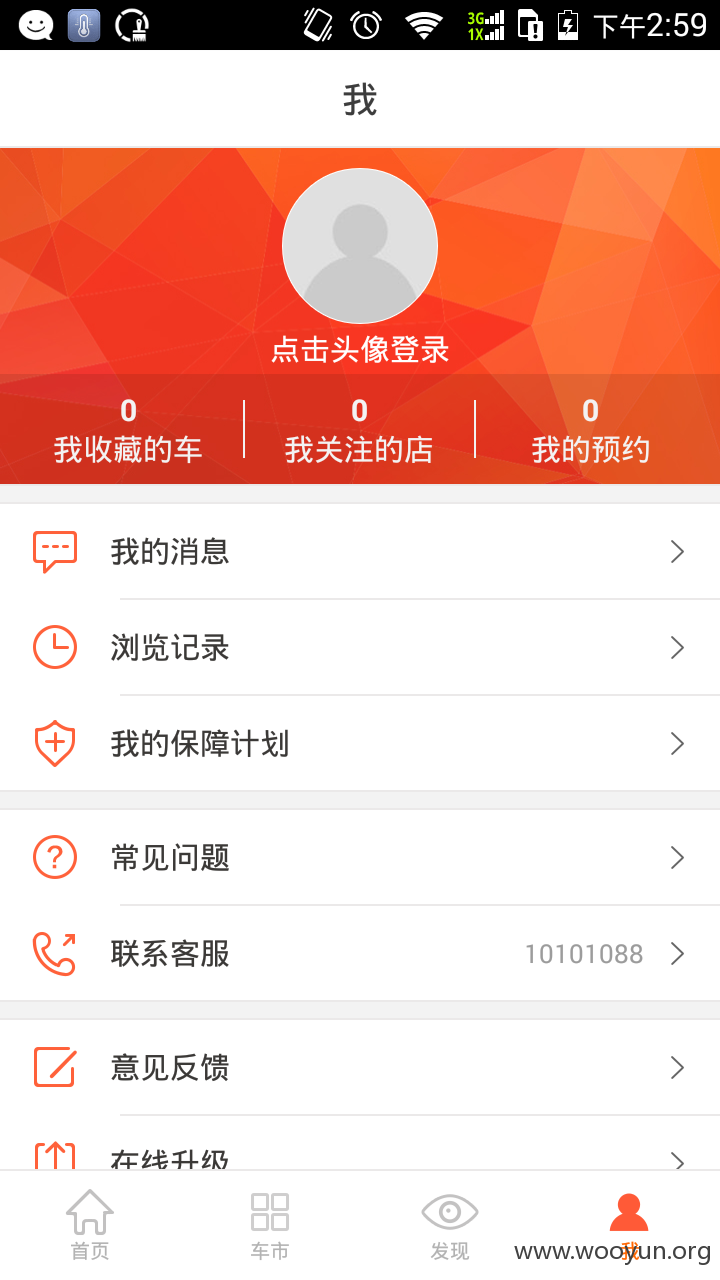 3G
1X
下午2:59
我
点击头像登录
0
我收藏的车
0
我关注的店
0
我的预约
我的消息
浏览记录
我的保障计划
常见问题
联系客服 10101088
意见反馈
在线升级
首页
车市
发现
我
www.wooyun.org